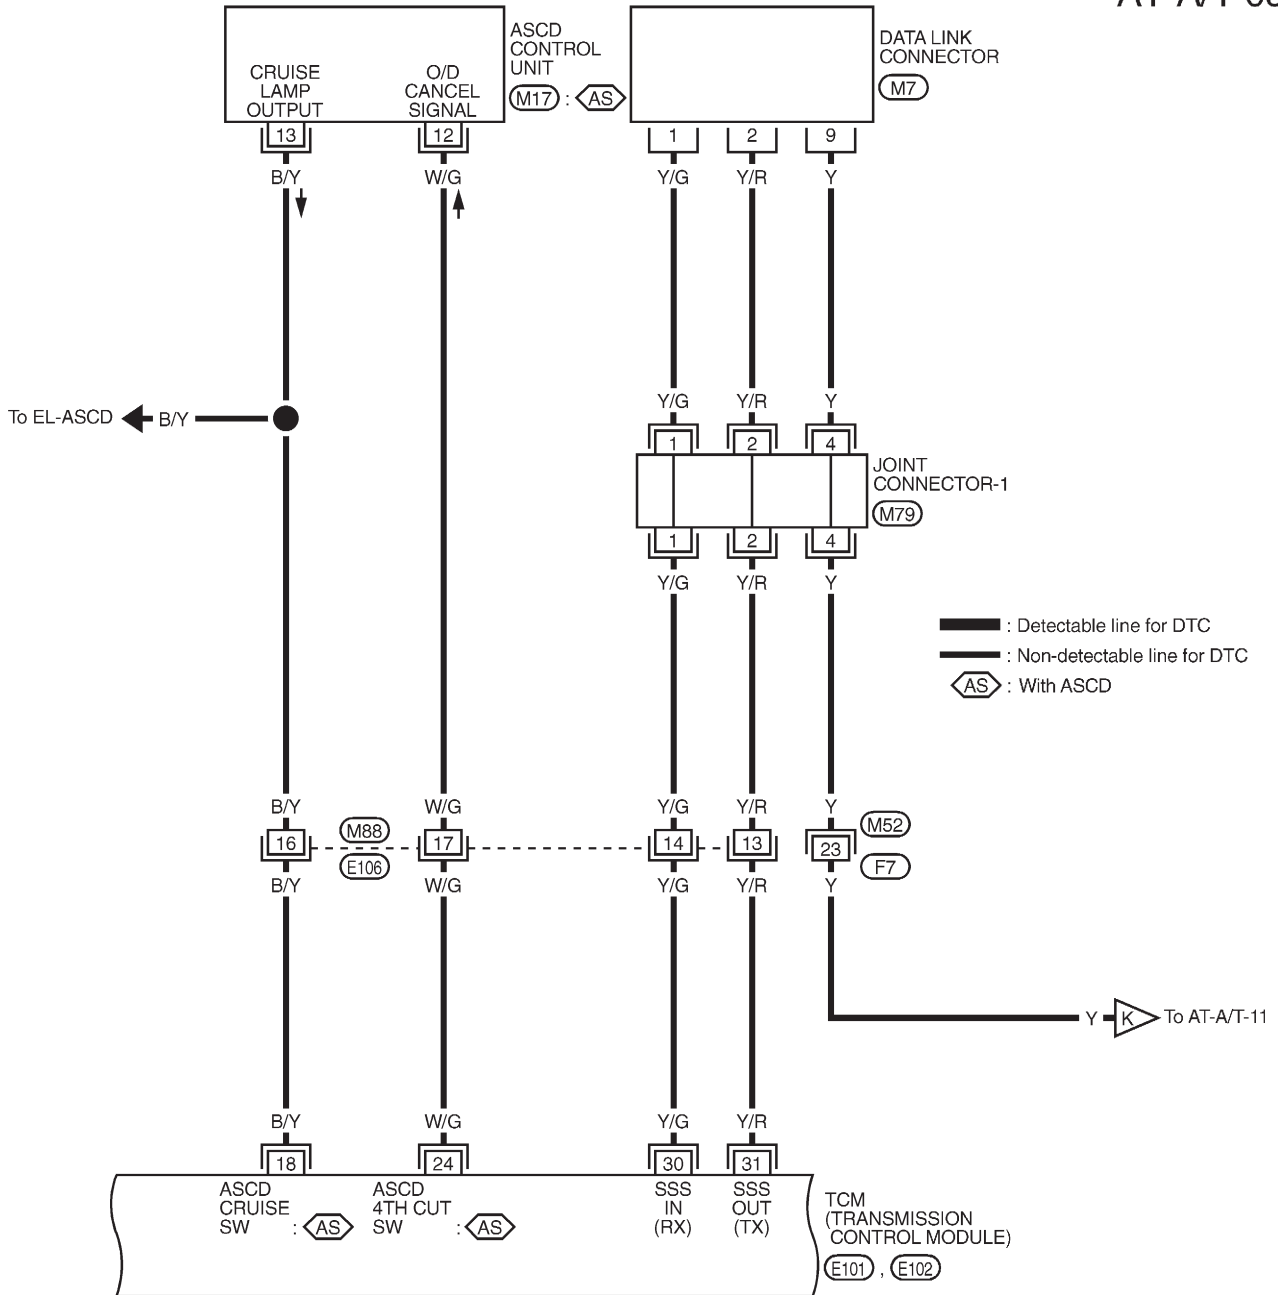 ASCD
CONTROL
UNIT
M17 : AS
CRUISE
LAMP
OUTPUT
O/D
CANCEL
SIGNAL
DATA LINK
CONNECTOR
M7
13 12 1 2 9
B/Y W/G Y/G Y/R Y
To EL-ASCD B/Y
Y/G Y/R Y
1 2 4
JOINT
CONNECTOR-1
M79
1 2 4
Y/G Y/R Y
: Detectable line for DTC
: Non-detectable line for DTC
AS : With ASCD
B/Y W/G Y/G Y/R Y
16 M88 17 14 13 23 M52
E106 F7
B/Y W/G Y/G Y/R Y
Y K To AT-A/T-11
B/Y W/G Y/G Y/R
18 24 30 31
ASCD
CRUISE
SW : AS
ASCD
4TH CUT
SW : AS
SSS
IN
(RX)
SSS
OUT
(TX)
TCM
(TRANSMISSION
CONTROL MODULE)
E101 , E102